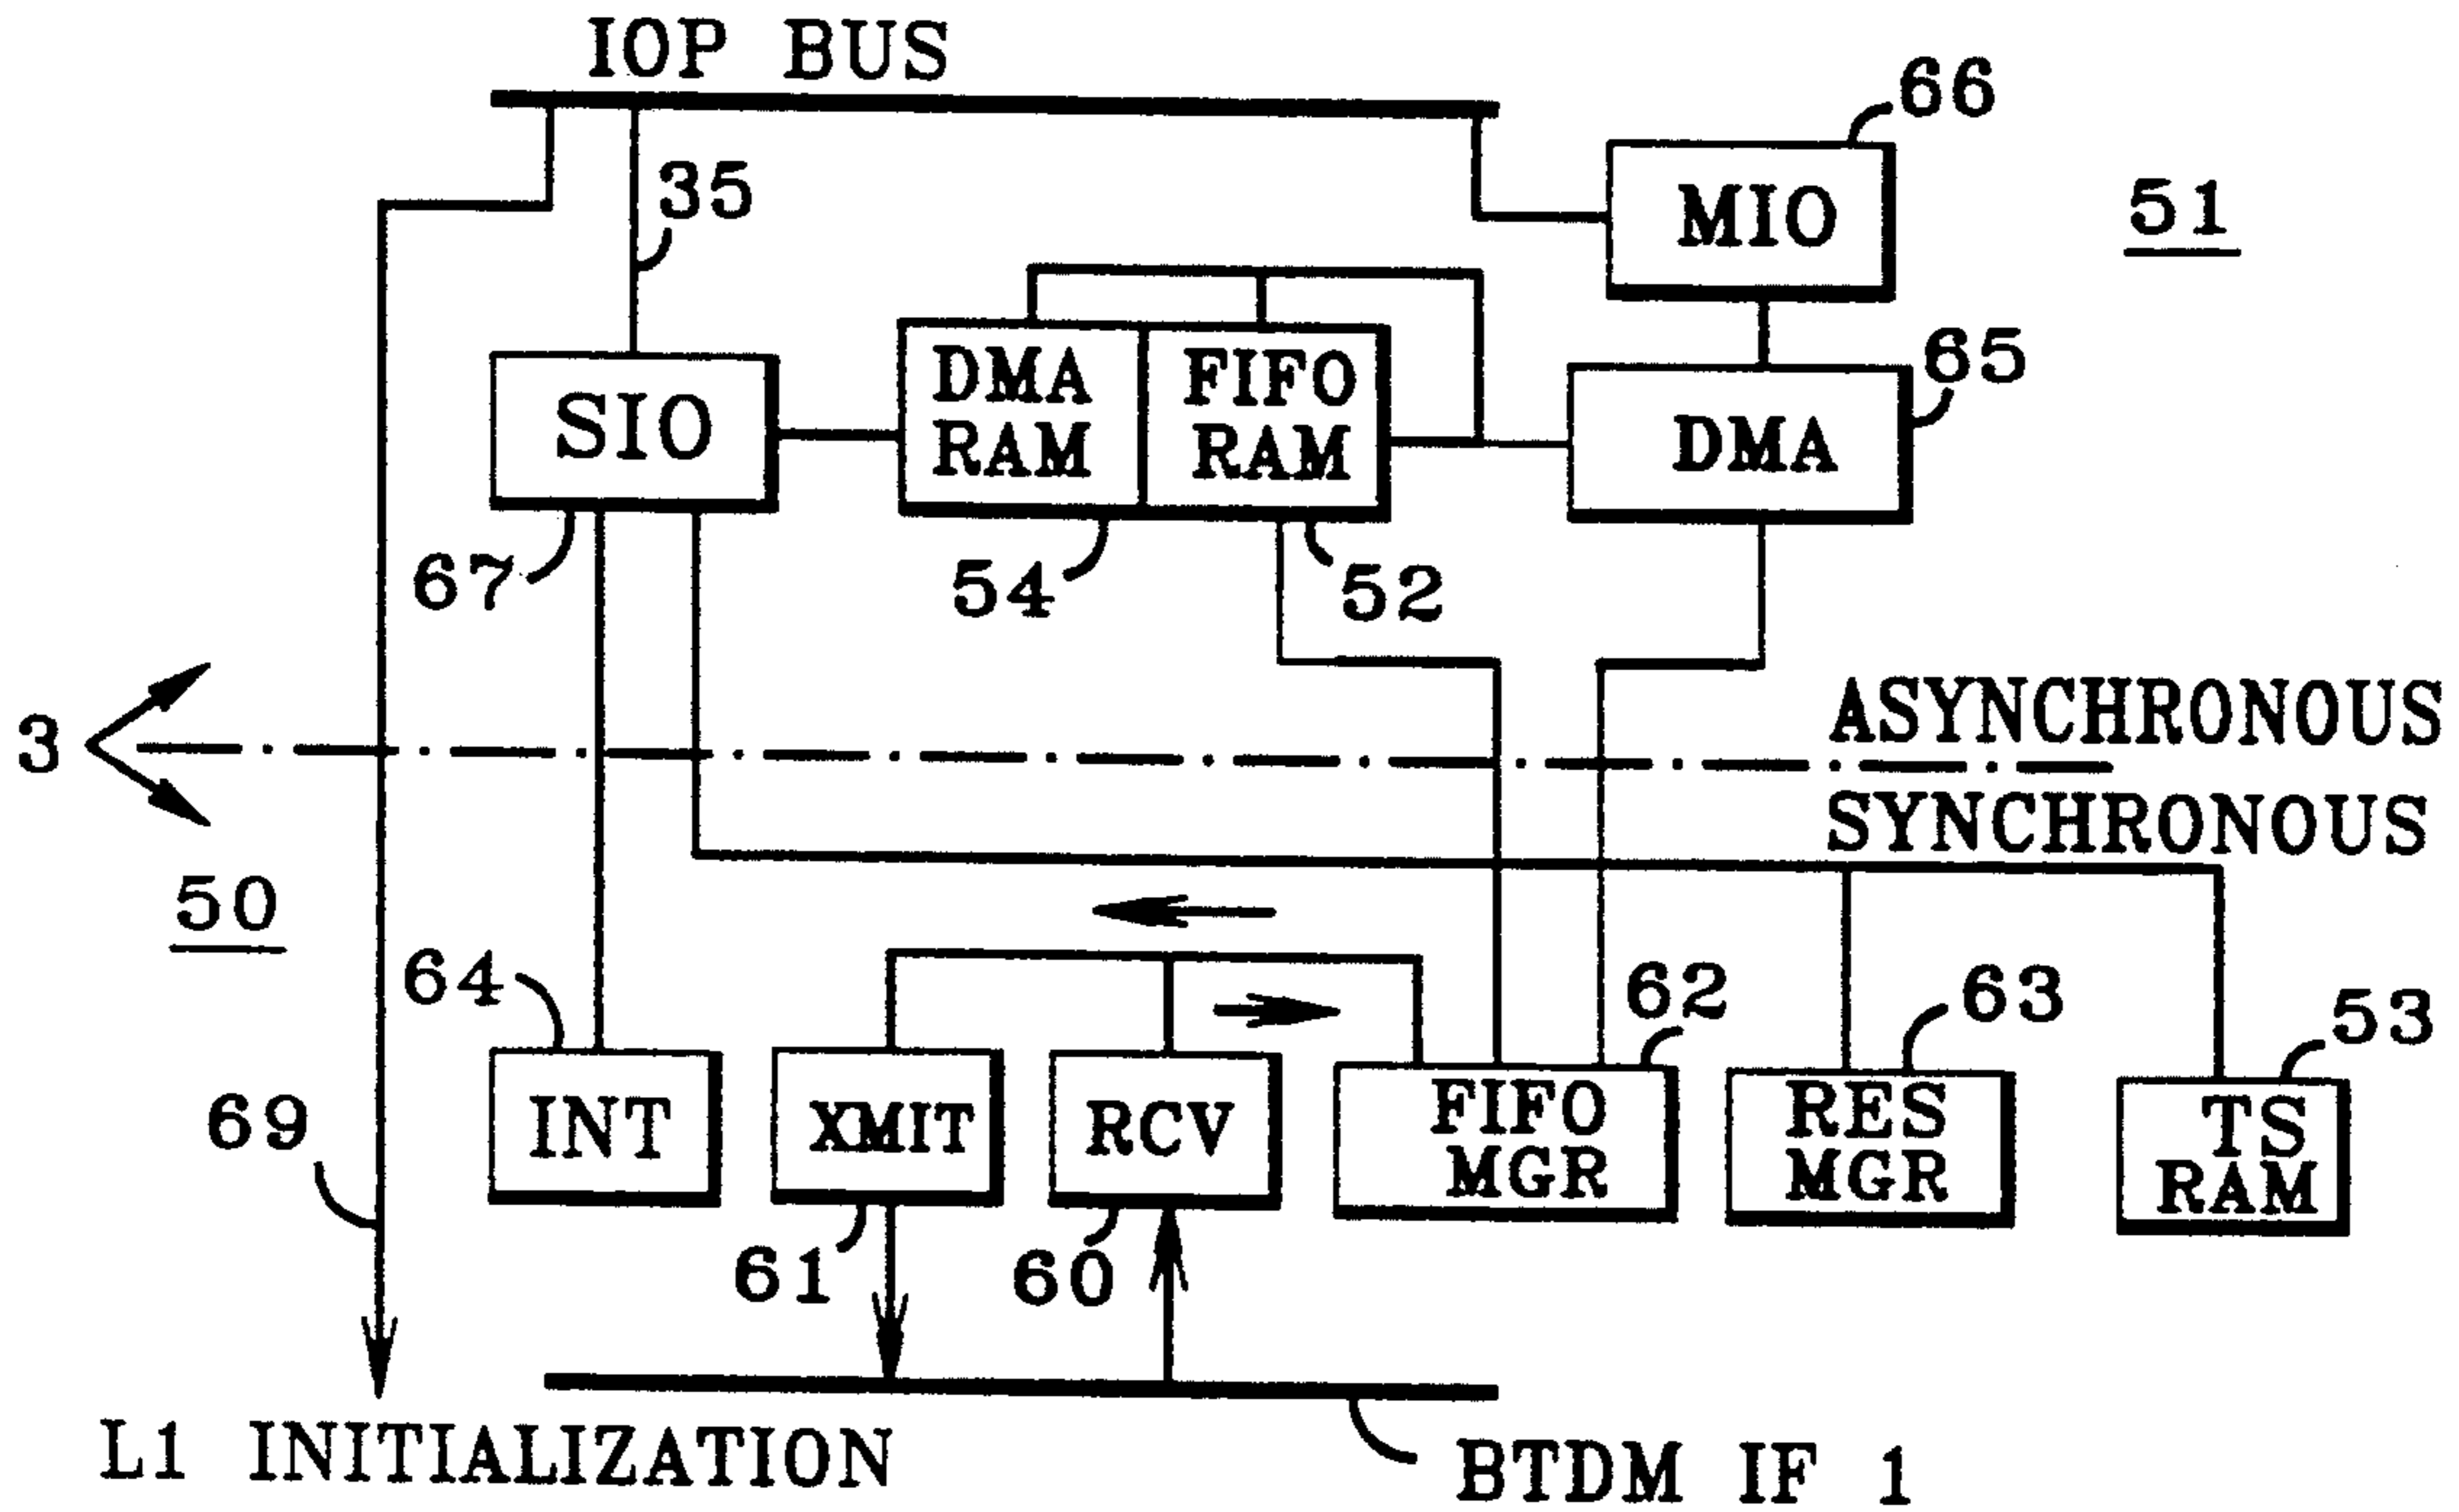 IOP BUS
66
35
MIO
51
65
DMA
RAM
FIFO
RAM
SIO
DMA
67
54
52
ASYNCHRONOUS
3
SYNCHRONOUS
50
64
62
63
53
INT
XMIT
RCV
FIFO
MGR
RES
MGR
TS
RAM
69
61
60
L1 INITIALIZATION
BTDM IF 1